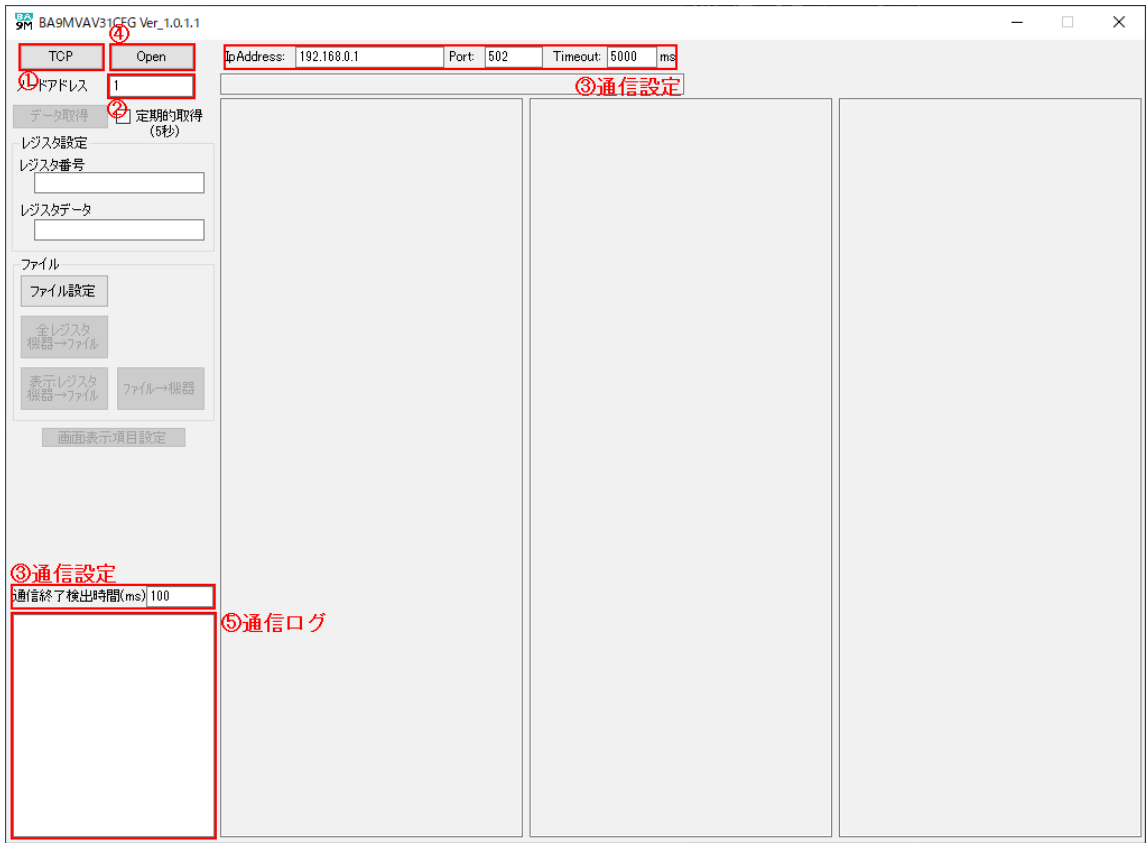 BA9M BA9MVAV31CFG Ver_1.0.1.1
④
TCP Open IpAddress: 192.168.0.1 Port: 502 Timeout: 5000 ms
①
ノードアドレス 1 ③通信設定
②
データ取得 定期的取得
(5秒)
レジスタ設定
レジスタ番号
レジスタデータ
ファイル
ファイル設定
全レジスタ
機器→ファイル
表示レジスタ
機器→ファイル
ファイル→機器
画面表示項目設定
③通信設定
通信終了検出時間(ms) 100
⑤通信ログ